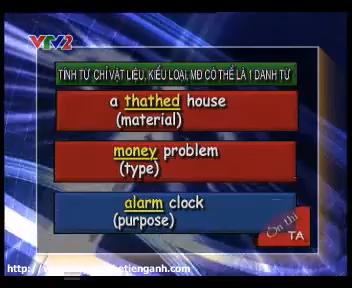 VTV2
TÍNH TỪ CHỈ VẬT LIỆU, KIỂU LOẠI, MĐ CÓ THỂ LÀ 1 DANH TỪ
a thathed house
(material)
money problem
(type)
alarm clock
(purpose)
Ôn thi
TA
http://
etienganh.com